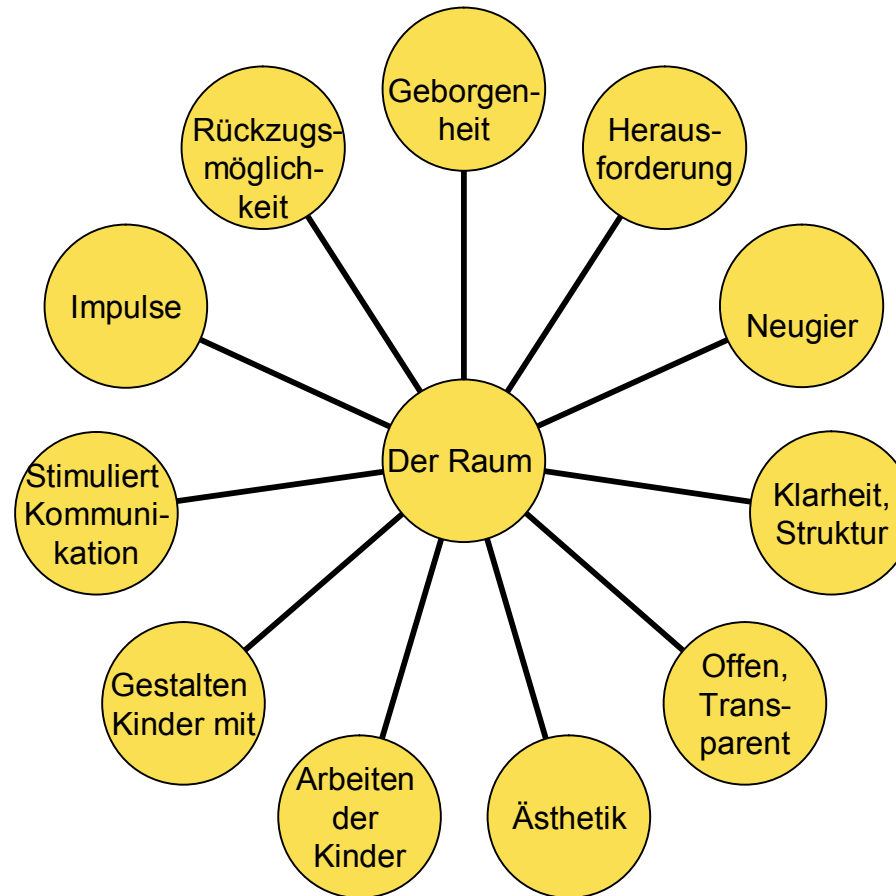 Geborgen-
heit
Heraus-
forderung
Neugier
Klarheit,
Struktur
Offen,
Trans-
parent
Ästhetik
Arbeiten
der
Kinder
Gestalten
Kinder mit
Stimuliert
Kommuni-
kation
Impulse
Rückzugs-
möglich-
keit
Der Raum